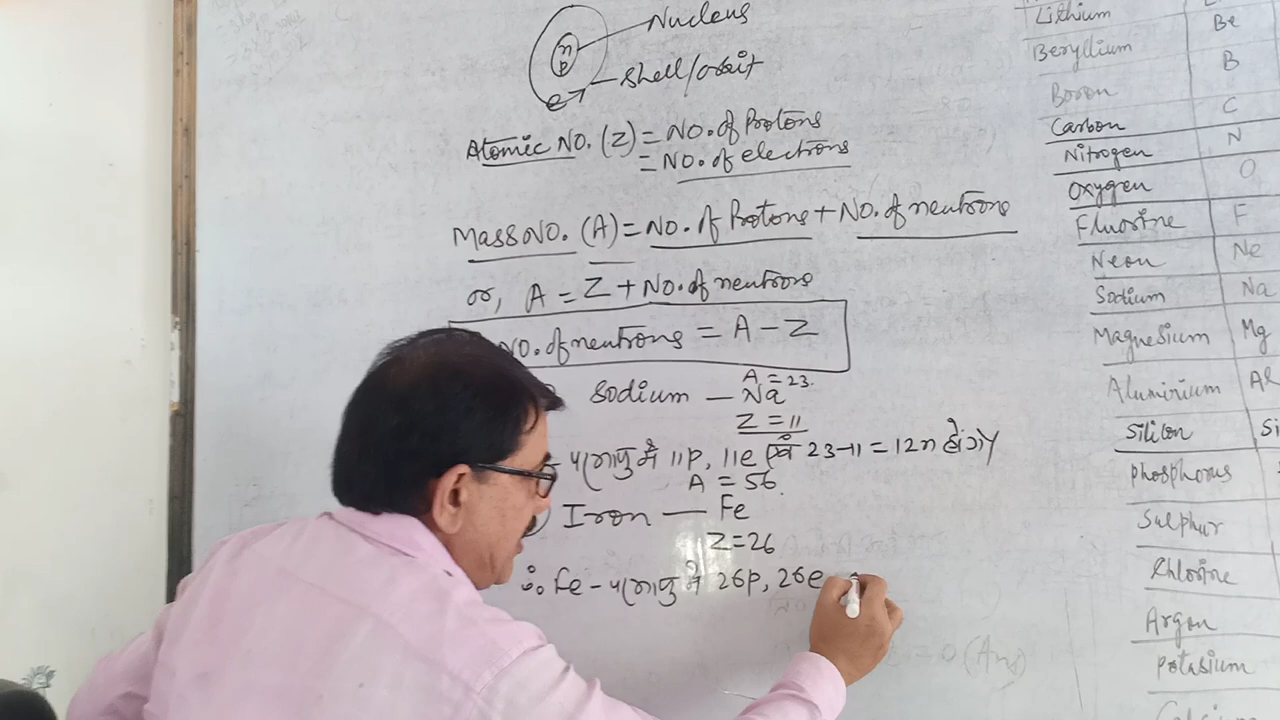 Nucleus
n
p
e
Shell/orbit
Atomic NO. (Z) = NO. of Protons
= NO. of electrons
Mass NO. (A) = NO. of Protons + NO. of neutrons
or, A = Z + NO. of neutrons
NO. of neutrons = A - Z
A = 23.
Sodium — Na
Z = 11
- परमाणु में 11p, 11e एवं 23-11 = 12n होंगे
A = 56.
Iron — Fe
Z = 26
∴ Fe - परमाणु में 26p, 26e
= 0 (Ans)
Lithium
Beryllium Be
Boron B
Carbon C
Nitrogen N
Oxygen O
Fluorine F
Neon Ne
Sodium Na
Magnesium Mg
Aluminium Al
Silicon Si
Phosphorus
Sulphur
Chlorine
Argon
Potasium